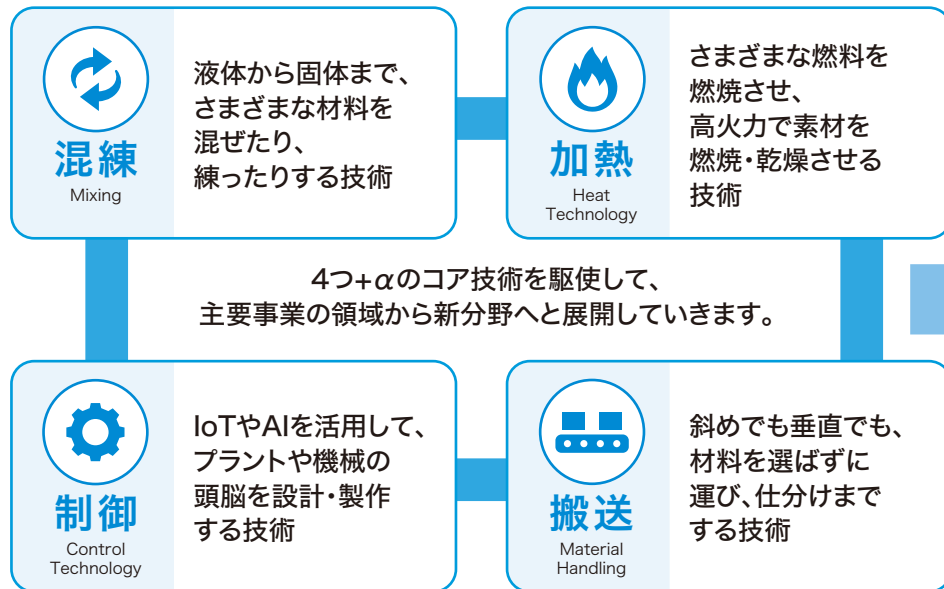 混練
Mixing
液体から固体まで、
さまざまな材料を
混ぜたり、
練ったりする技術
加熱
Heat
Technology
さまざまな燃料を
燃焼させ、
高火力で素材を
燃焼・乾燥させる
技術
4つ+αのコア技術を駆使して、
主要事業の領域から新分野へと展開していきます。
制御
Control
Technology
IoTやAIを活用して、
プラントや機械の
頭脳を設計・製作
する技術
搬送
Material
Handling
斜めでも垂直でも、
材料を選ばずに
運び、仕分けまで
する技術